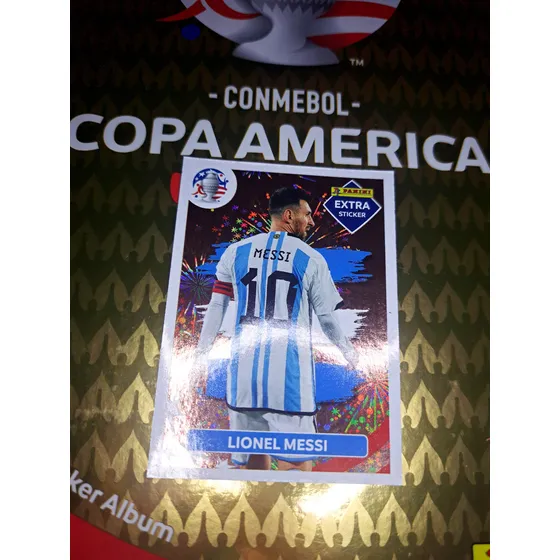 TM
- CONMEBOL -
COPA AMERICA
PANINI
EXTRA
STICKER
MESSI
10
LIONEL MESSI
ker Album